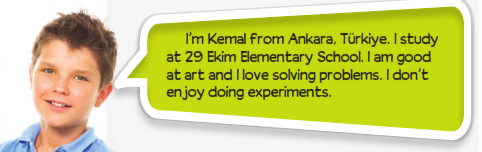 I'm Kemal from Ankara, Türkiye. I study
at 29 Ekim Elementary School. I am good
at art and I love solving problems. I don't
enjoy doing experiments.